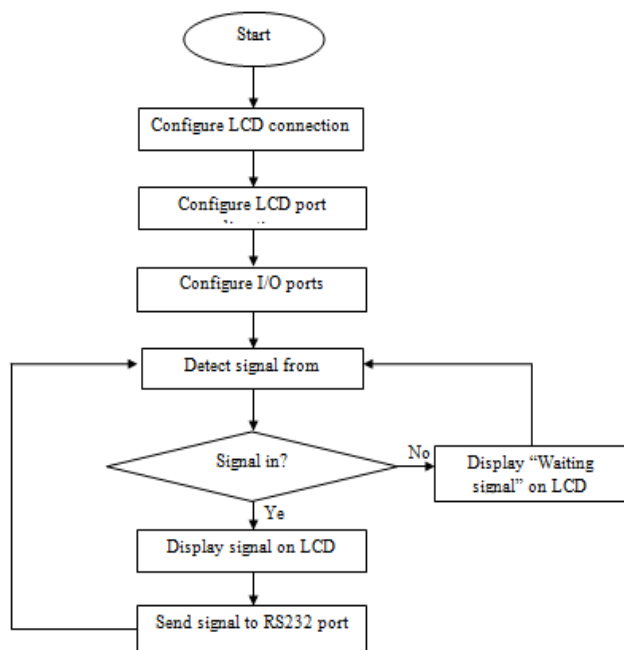 Start
Configure LCD connection
Configure LCD port
Configure I/O ports
Detect signal from
Signal in?
No
Display “Waiting
signal” on LCD
Ye
Display signal on LCD
Send signal to RS232 port